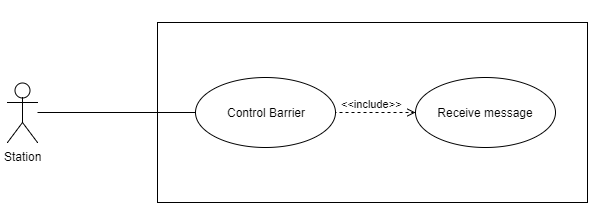 <<include>>
Control Barrier
Receive message
Station